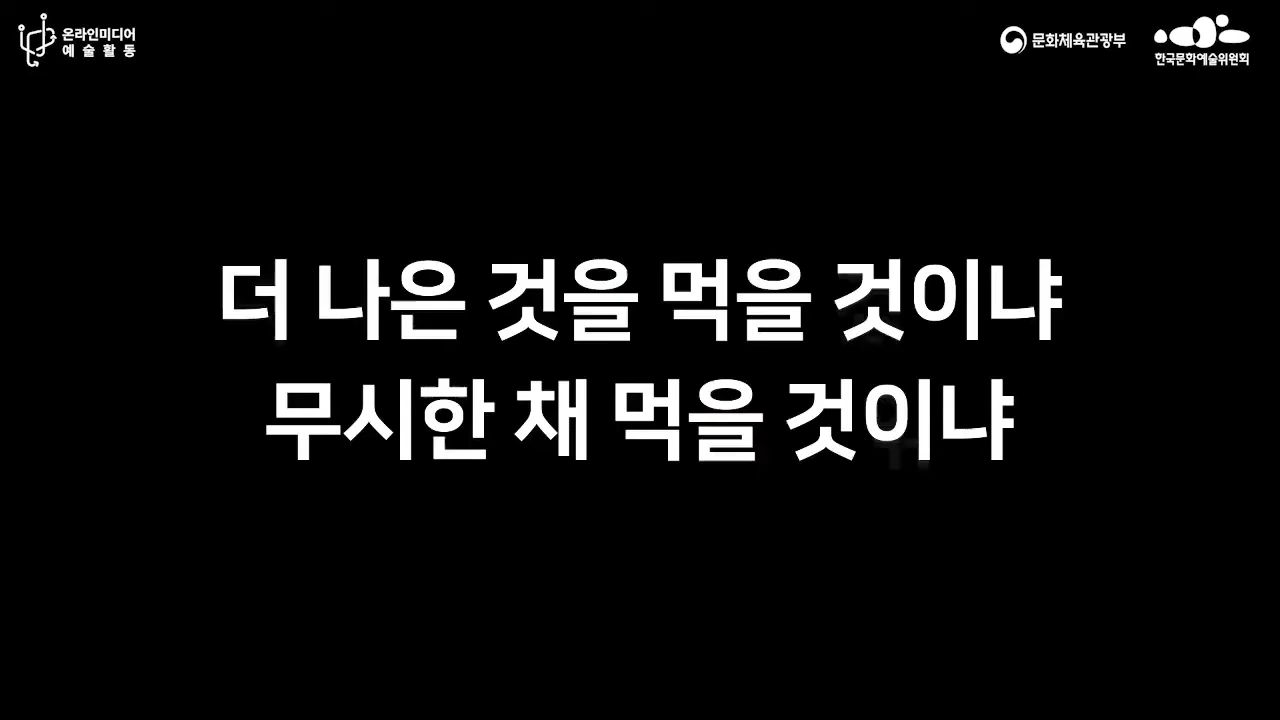 온라인미디어
예술활동
문화체육관광부
한국문화예술위원회
더 나은 것을 먹을 것이냐
무시한 채 먹을 것이냐